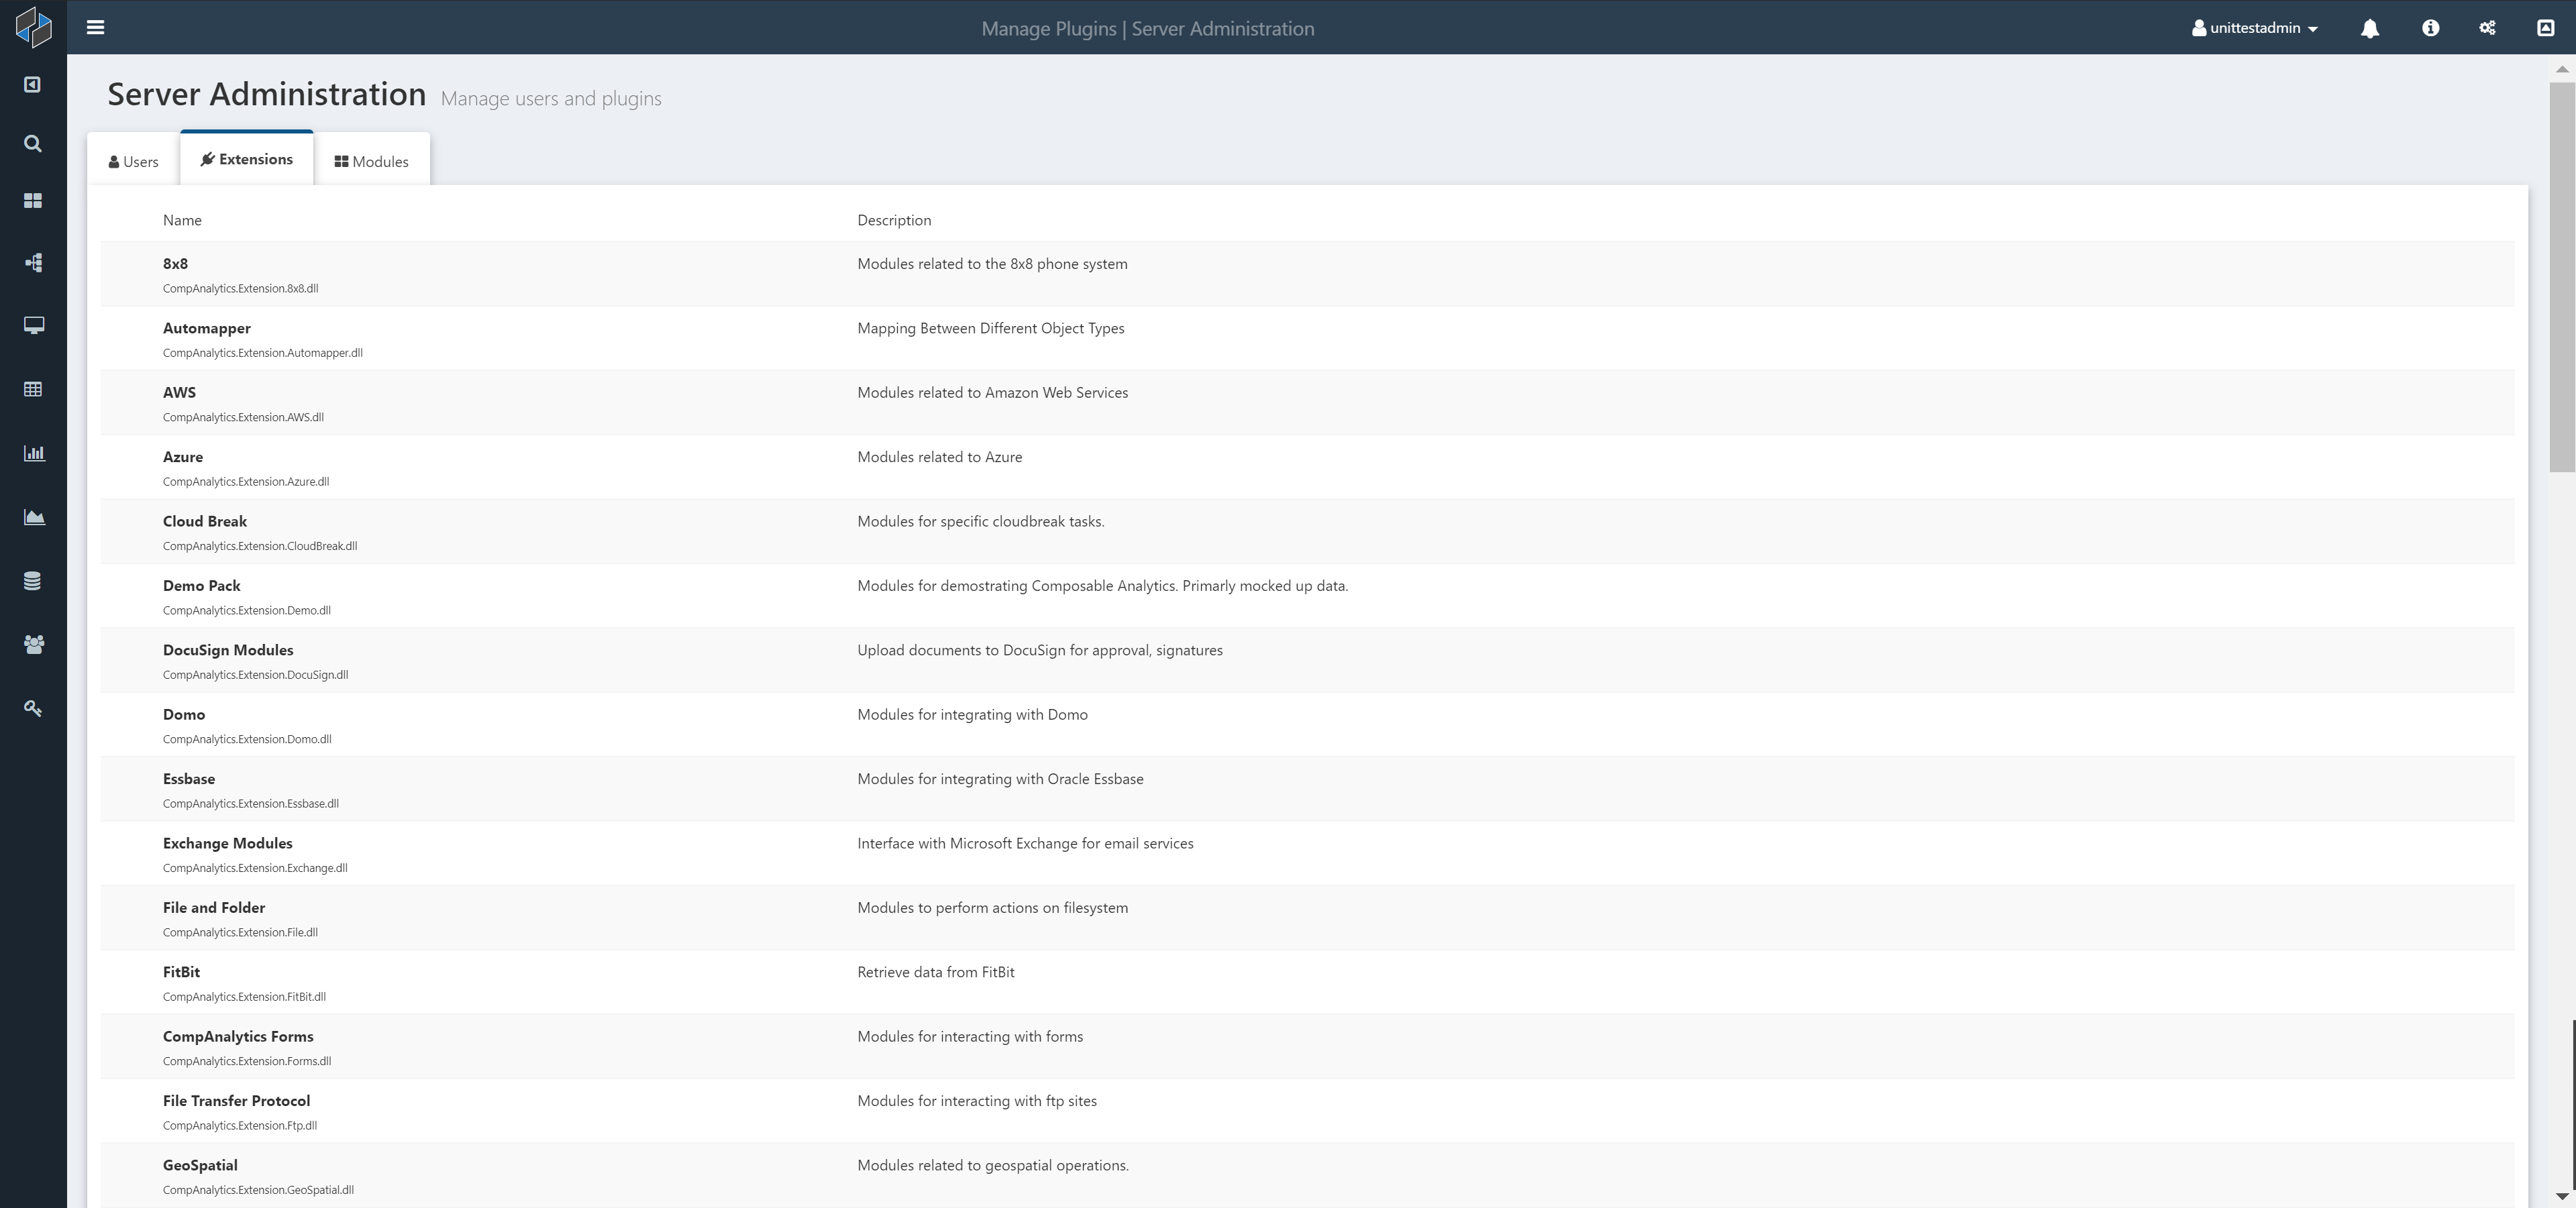 Manage Plugins | Server Administration
unittestadmin
Server Administration Manage users and plugins
Users Extensions Modules
Name Description
8x8 Modules related to the 8x8 phone system
CompAnalytics.Extension.8x8.dll
Automapper Mapping Between Different Object Types
CompAnalytics.Extension.Automapper.dll
AWS Modules related to Amazon Web Services
CompAnalytics.Extension.AWS.dll
Azure Modules related to Azure
CompAnalytics.Extension.Azure.dll
Cloud Break Modules for specific cloudbreak tasks.
CompAnalytics.Extension.CloudBreak.dll
Demo Pack Modules for demostrating Composable Analytics. Primarly mocked up data.
CompAnalytics.Extension.Demo.dll
DocuSign Modules Upload documents to DocuSign for approval, signatures
CompAnalytics.Extension.DocuSign.dll
Domo Modules for integrating with Domo
CompAnalytics.Extension.Domo.dll
Essbase Modules for integrating with Oracle Essbase
CompAnalytics.Extension.Essbase.dll
Exchange Modules Interface with Microsoft Exchange for email services
CompAnalytics.Extension.Exchange.dll
File and Folder Modules to perform actions on filesystem
CompAnalytics.Extension.File.dll
FitBit Retrieve data from FitBit
CompAnalytics.Extension.FitBit.dll
CompAnalytics Forms Modules for interacting with forms
CompAnalytics.Extension.Forms.dll
File Transfer Protocol Modules for interacting with ftp sites
CompAnalytics.Extension.Ftp.dll
GeoSpatial Modules related to geospatial operations.
CompAnalytics.Extension.GeoSpatial.dll